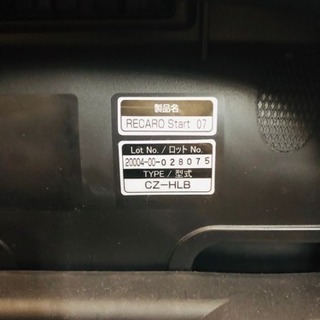 製品名
RECARO Start 07
Lot No. / ロット No.
20004-00-028075
TYPE / 型式
CZ-HLB